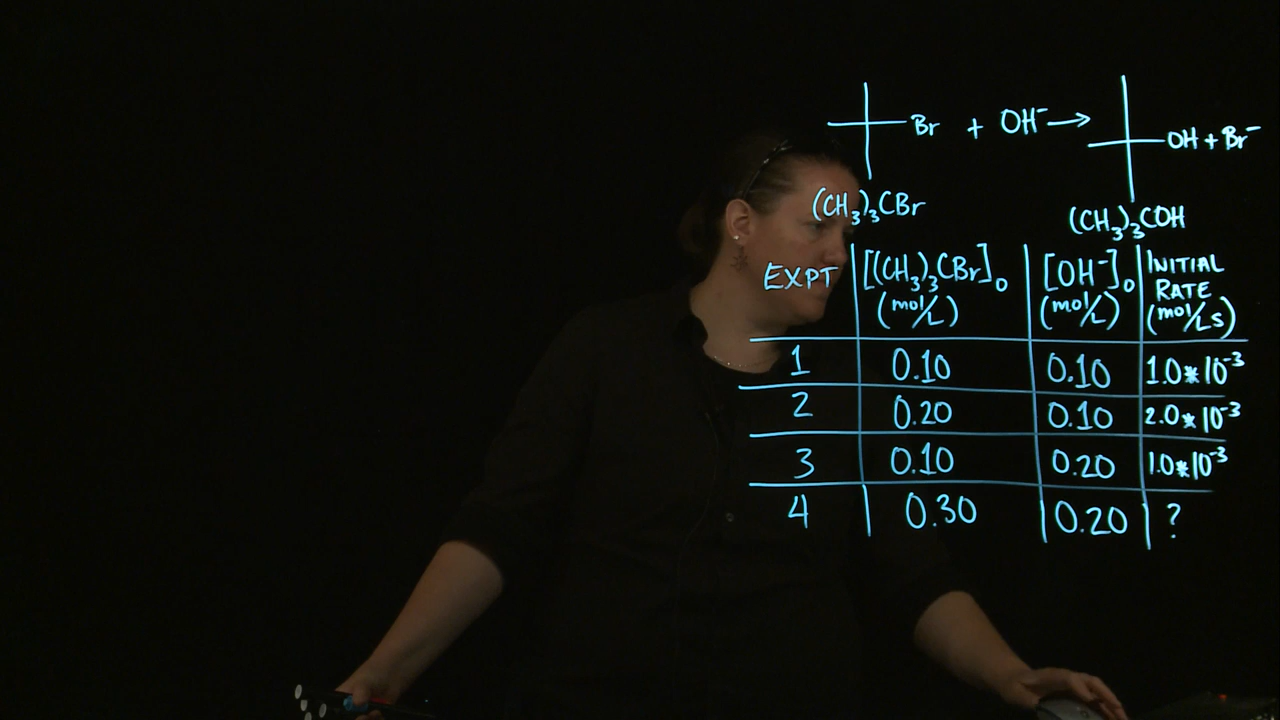 Br + OH⁻ → OH + Br⁻
(CH₃)₃CBr (CH₃)₃COH
EXPT [(CH₃)₃CBr]₀ (mol/L) [OH⁻]₀ (mol/L) INITIAL RATE (mol/L s)
1 0.10 0.10 1.0*10⁻³
2 0.20 0.10 2.0*10⁻³
3 0.10 0.20 1.0*10⁻³
4 0.30 0.20 ?